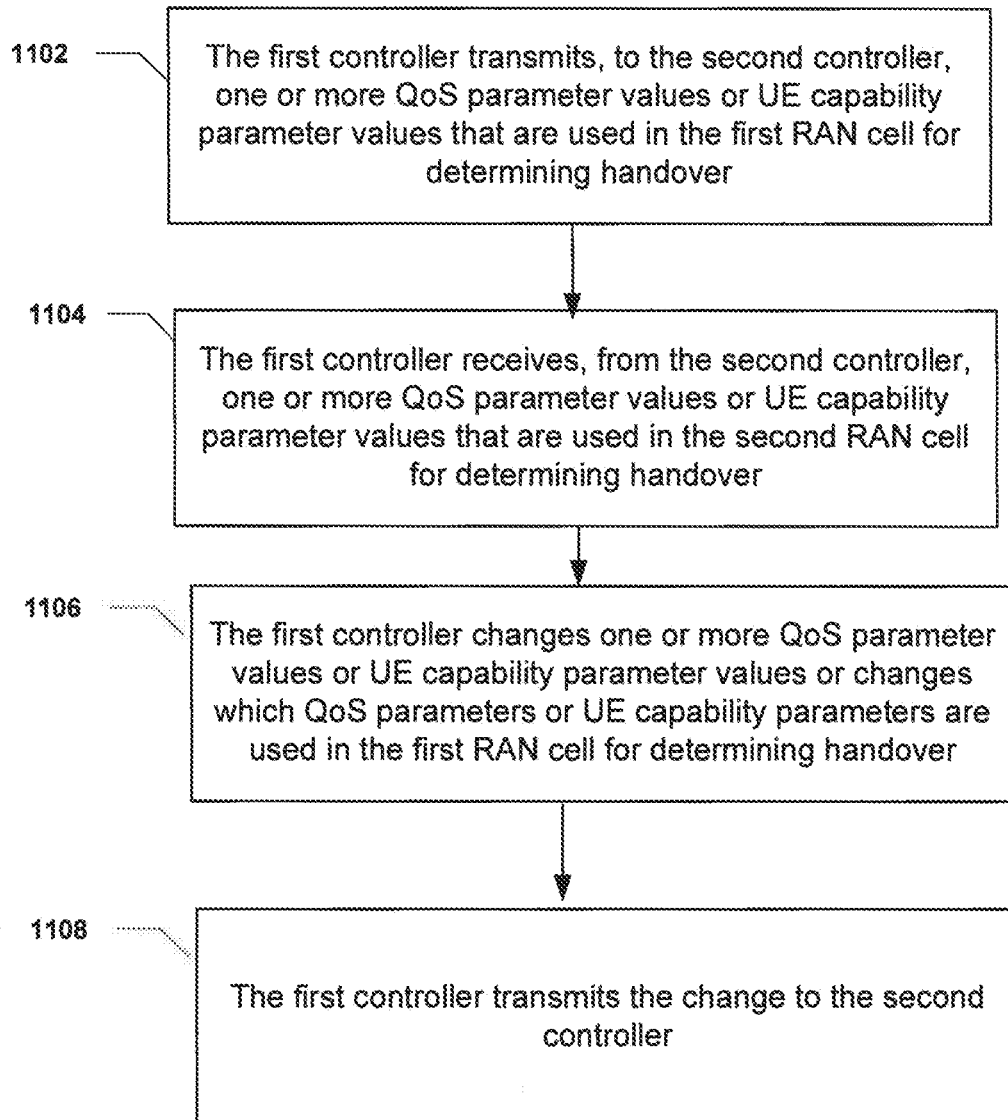 1102
The first controller transmits, to the second controller,
one or more QoS parameter values or UE capability
parameter values that are used in the first RAN cell for
determining handover
1104
The first controller receives, from the second controller,
one or more QoS parameter values or UE capability
parameter values that are used in the second RAN cell
for determining handover
1106
The first controller changes one or more QoS parameter
values or UE capability parameter values or changes
which QoS parameters or UE capability parameters are
used in the first RAN cell for determining handover
1108
The first controller transmits the change to the second
controller